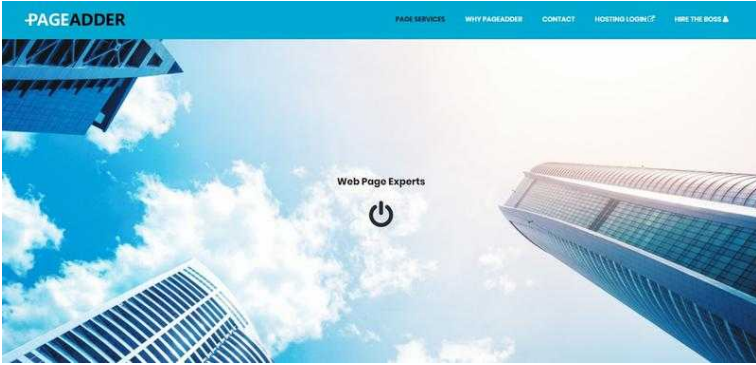 PAGEADDER
PAGE SERVICES WHY PAGEADDER CONTACT HOSTING LOGIN HIRE THE BOSS
Web Page Experts